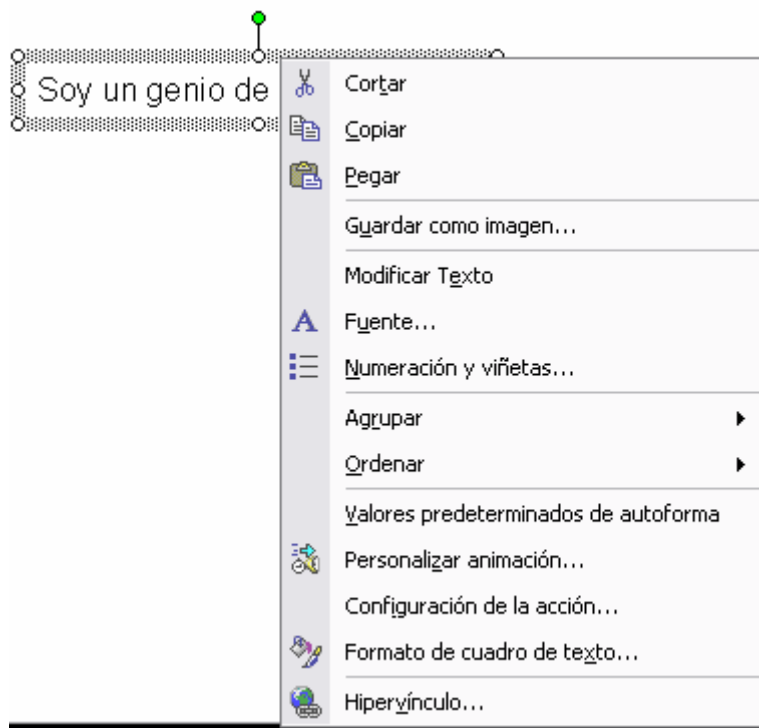 Soy un genio de
Cortar
Copiar
Pegar
Guardar como imagen...
Modificar Texto
Fuente...
Numeración y viñetas...
Agrupar
Ordenar
Valores predeterminados de autoforma
Personalizar animación...
Configuración de la acción...
Formato de cuadro de texto...
Hipervínculo...